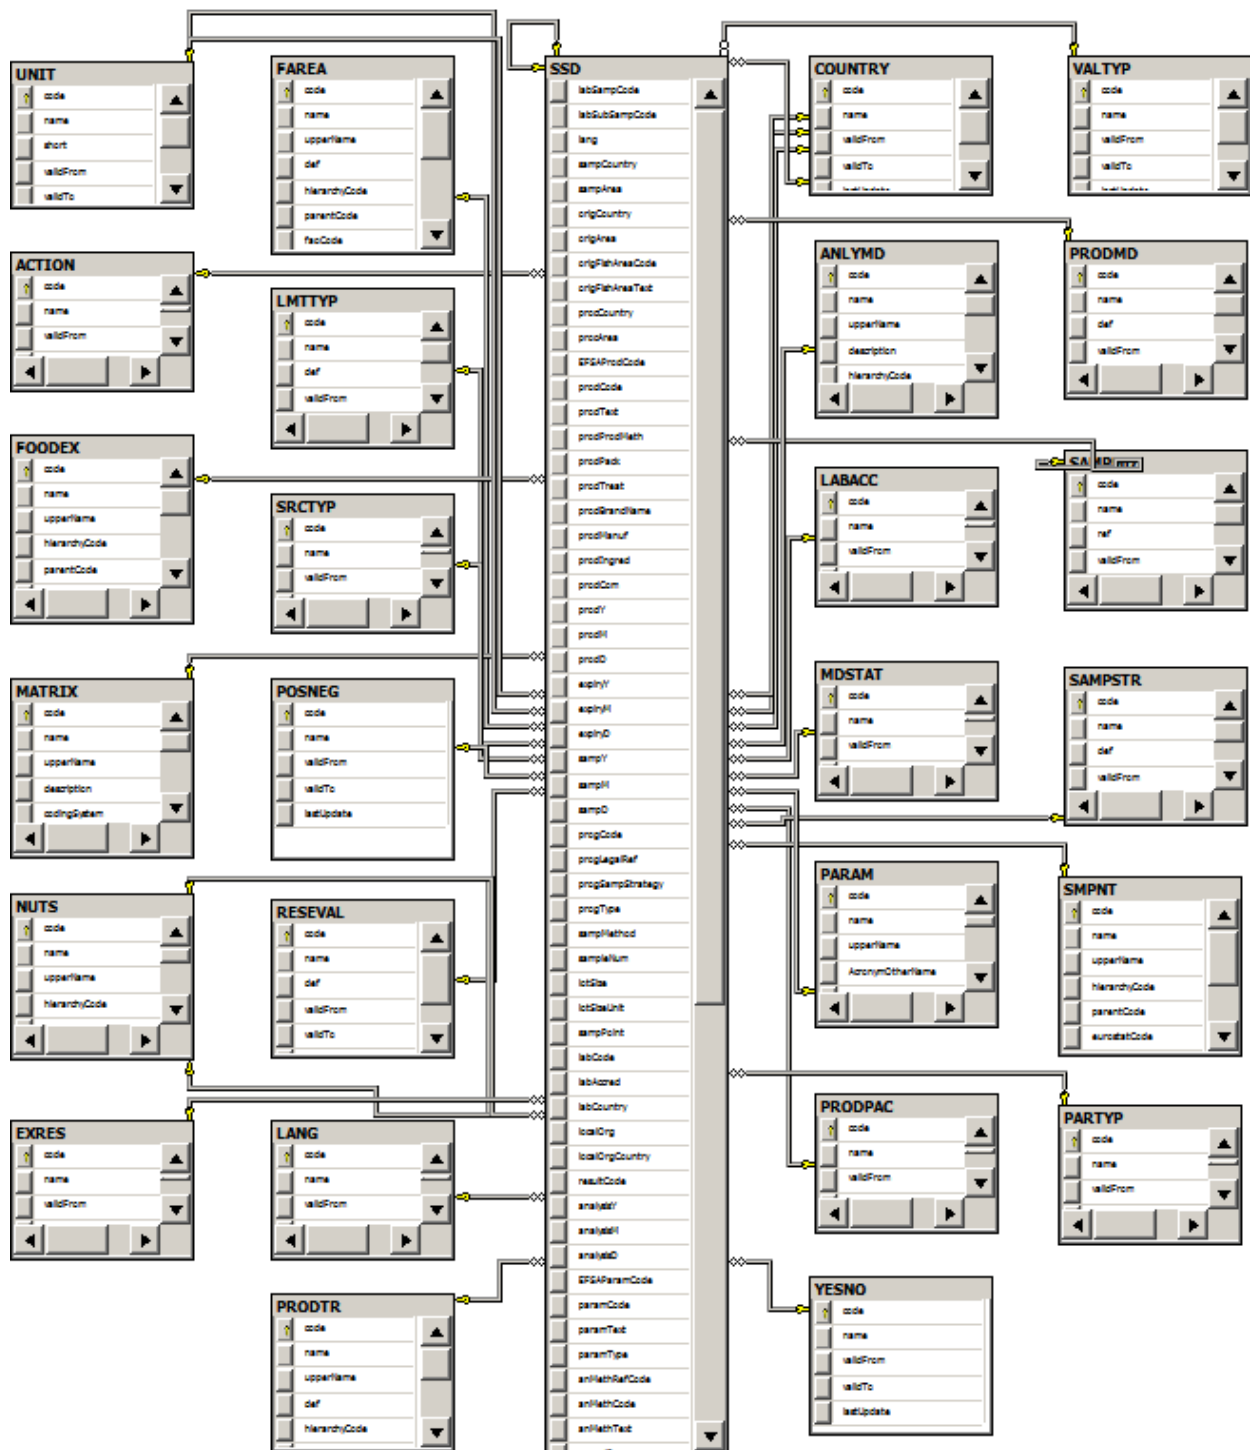 UNIT
code
name
short
validFrom
validTo
ACTION
code
name
validFrom
FOODEX
code
name
upperName
hierarchyCode
parentCode
MATRIX
code
name
upperName
description
codingSystem
NUTS
code
name
upperName
hierarchyCode
EXRES
code
name
validFrom
FAREA
code
name
upperName
def
hierarchyCode
parentCode
faoCode
LMTTYP
code
name
def
validFrom
SRCTYP
code
name
validFrom
POSNEG
code
name
validFrom
validTo
lastUpdate
RESEVAL
code
name
def
validFrom
validTo
LANG
code
name
validFrom
PRODTR
code
name
upperName
def
hierarchyCode
SSD
labSampCode
labSubSampCode
lang
sampCountry
sampArea
origCountry
origArea
origFishAreaCode
origFishAreaText
procCountry
procArea
EFSAProdCode
prodCode
prodText
prodProdMeth
prodPack
prodTreat
prodBrandName
prodManuf
prodIngred
prodCom
prodY
prodM
prodD
expiryY
expiryM
expiryD
sampY
sampM
sampD
progCode
progLegalRef
progSampStrategy
progType
sampMethod
sampleNum
lotSize
lotSizeUnit
sampPoint
labCode
labAccred
labCountry
localOrg
localOrgCountry
resultCode
analysisY
analysisM
analysisD
EFSAParamCode
paramCode
paramText
paramType
anMethRefCode
anMethCode
anMethText
COUNTRY
code
name
validFrom
validTo
lastUpdate
ANLYMD
code
name
upperName
description
hierarchyCode
LABACC
code
name
validFrom
MDSTAT
code
name
validFrom
PARAM
code
name
upperName
AcronymOtherName
PRODPAC
code
name
validFrom
YESNO
code
name
validFrom
validTo
lastUpdate
VALTYP
code
name
validFrom
validTo
lastUpdate
PRODMD
code
name
def
validFrom
code
name
ref
validFrom
SAMPSTR
code
name
def
validFrom
SMPNT
code
name
upperName
hierarchyCode
parentCode
eurostatCode
PARTYP
code
name
validFrom